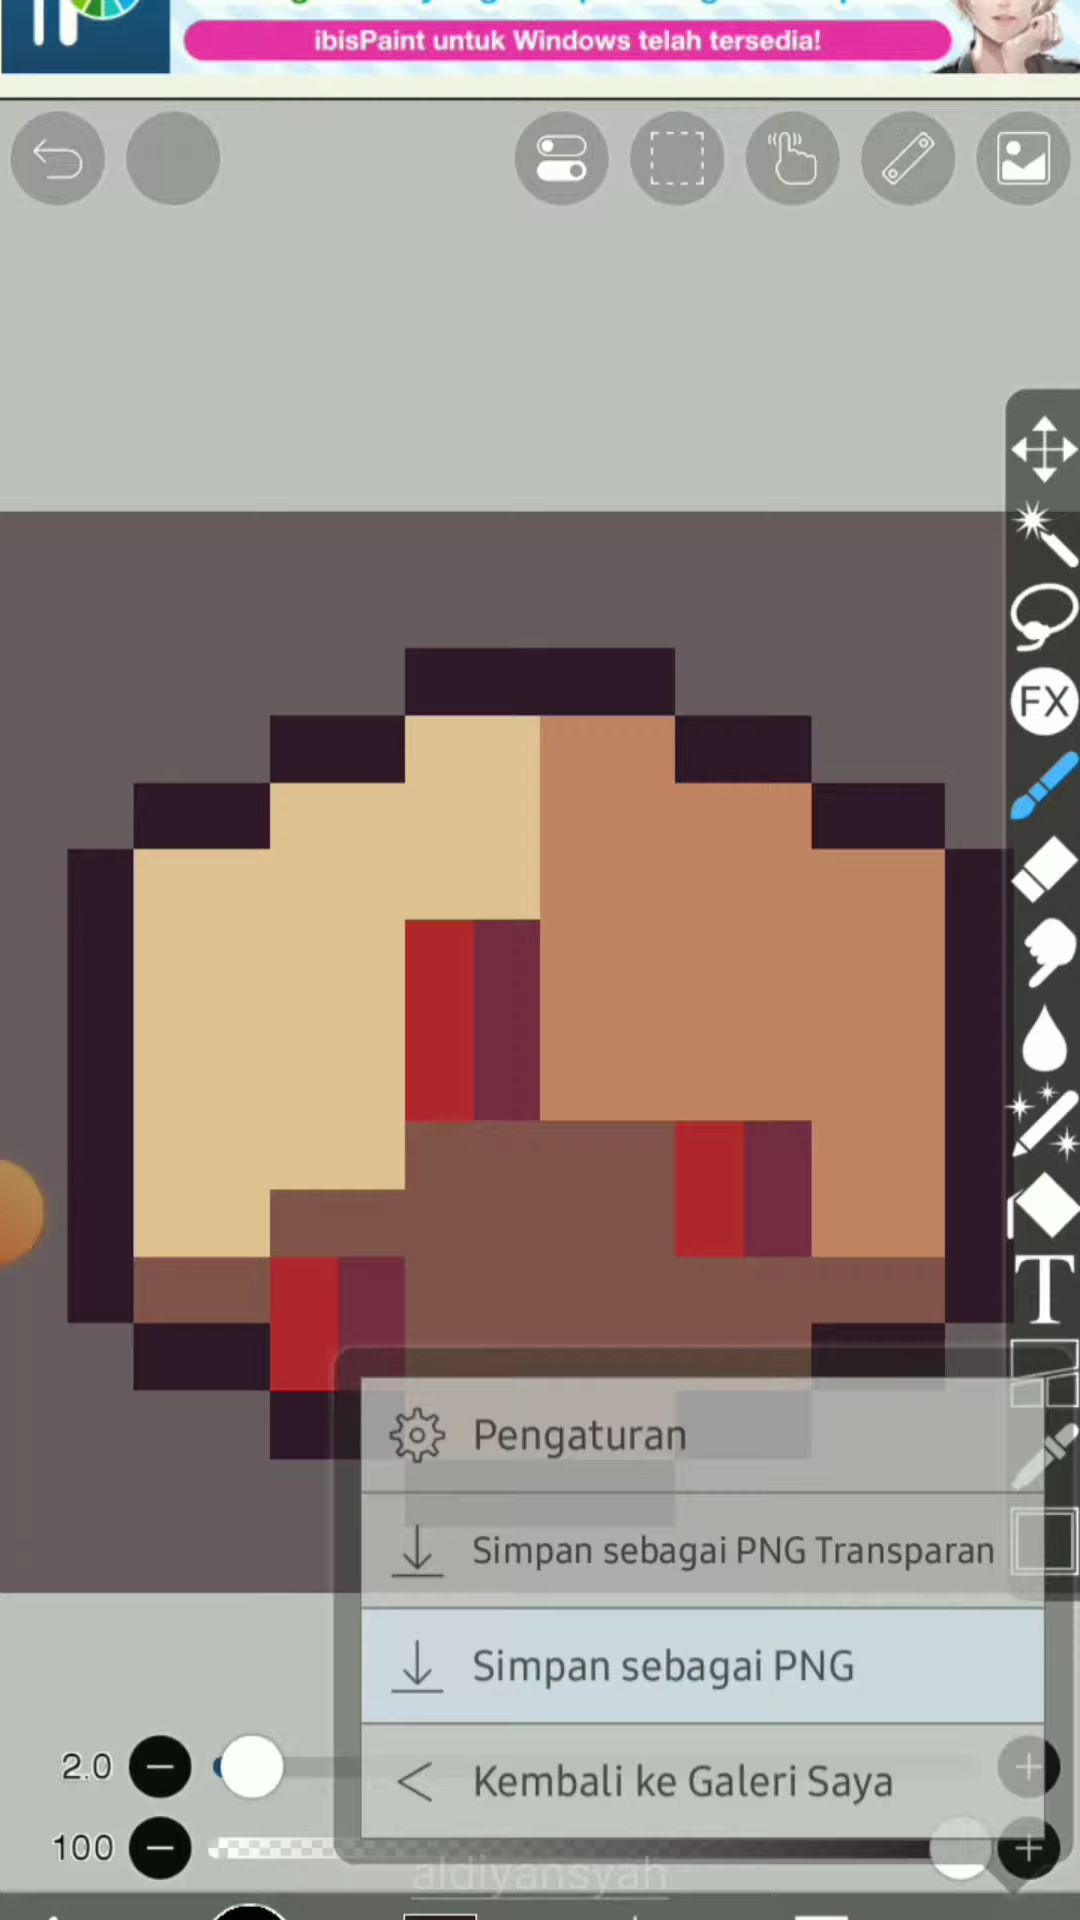 ibisPaint untuk Windows telah tersedia!
FX
T
Pengaturan
Simpan sebagai PNG Transparan
Simpan sebagai PNG
Kembali ke Galeri Saya
2.0
100
aldiyansyah